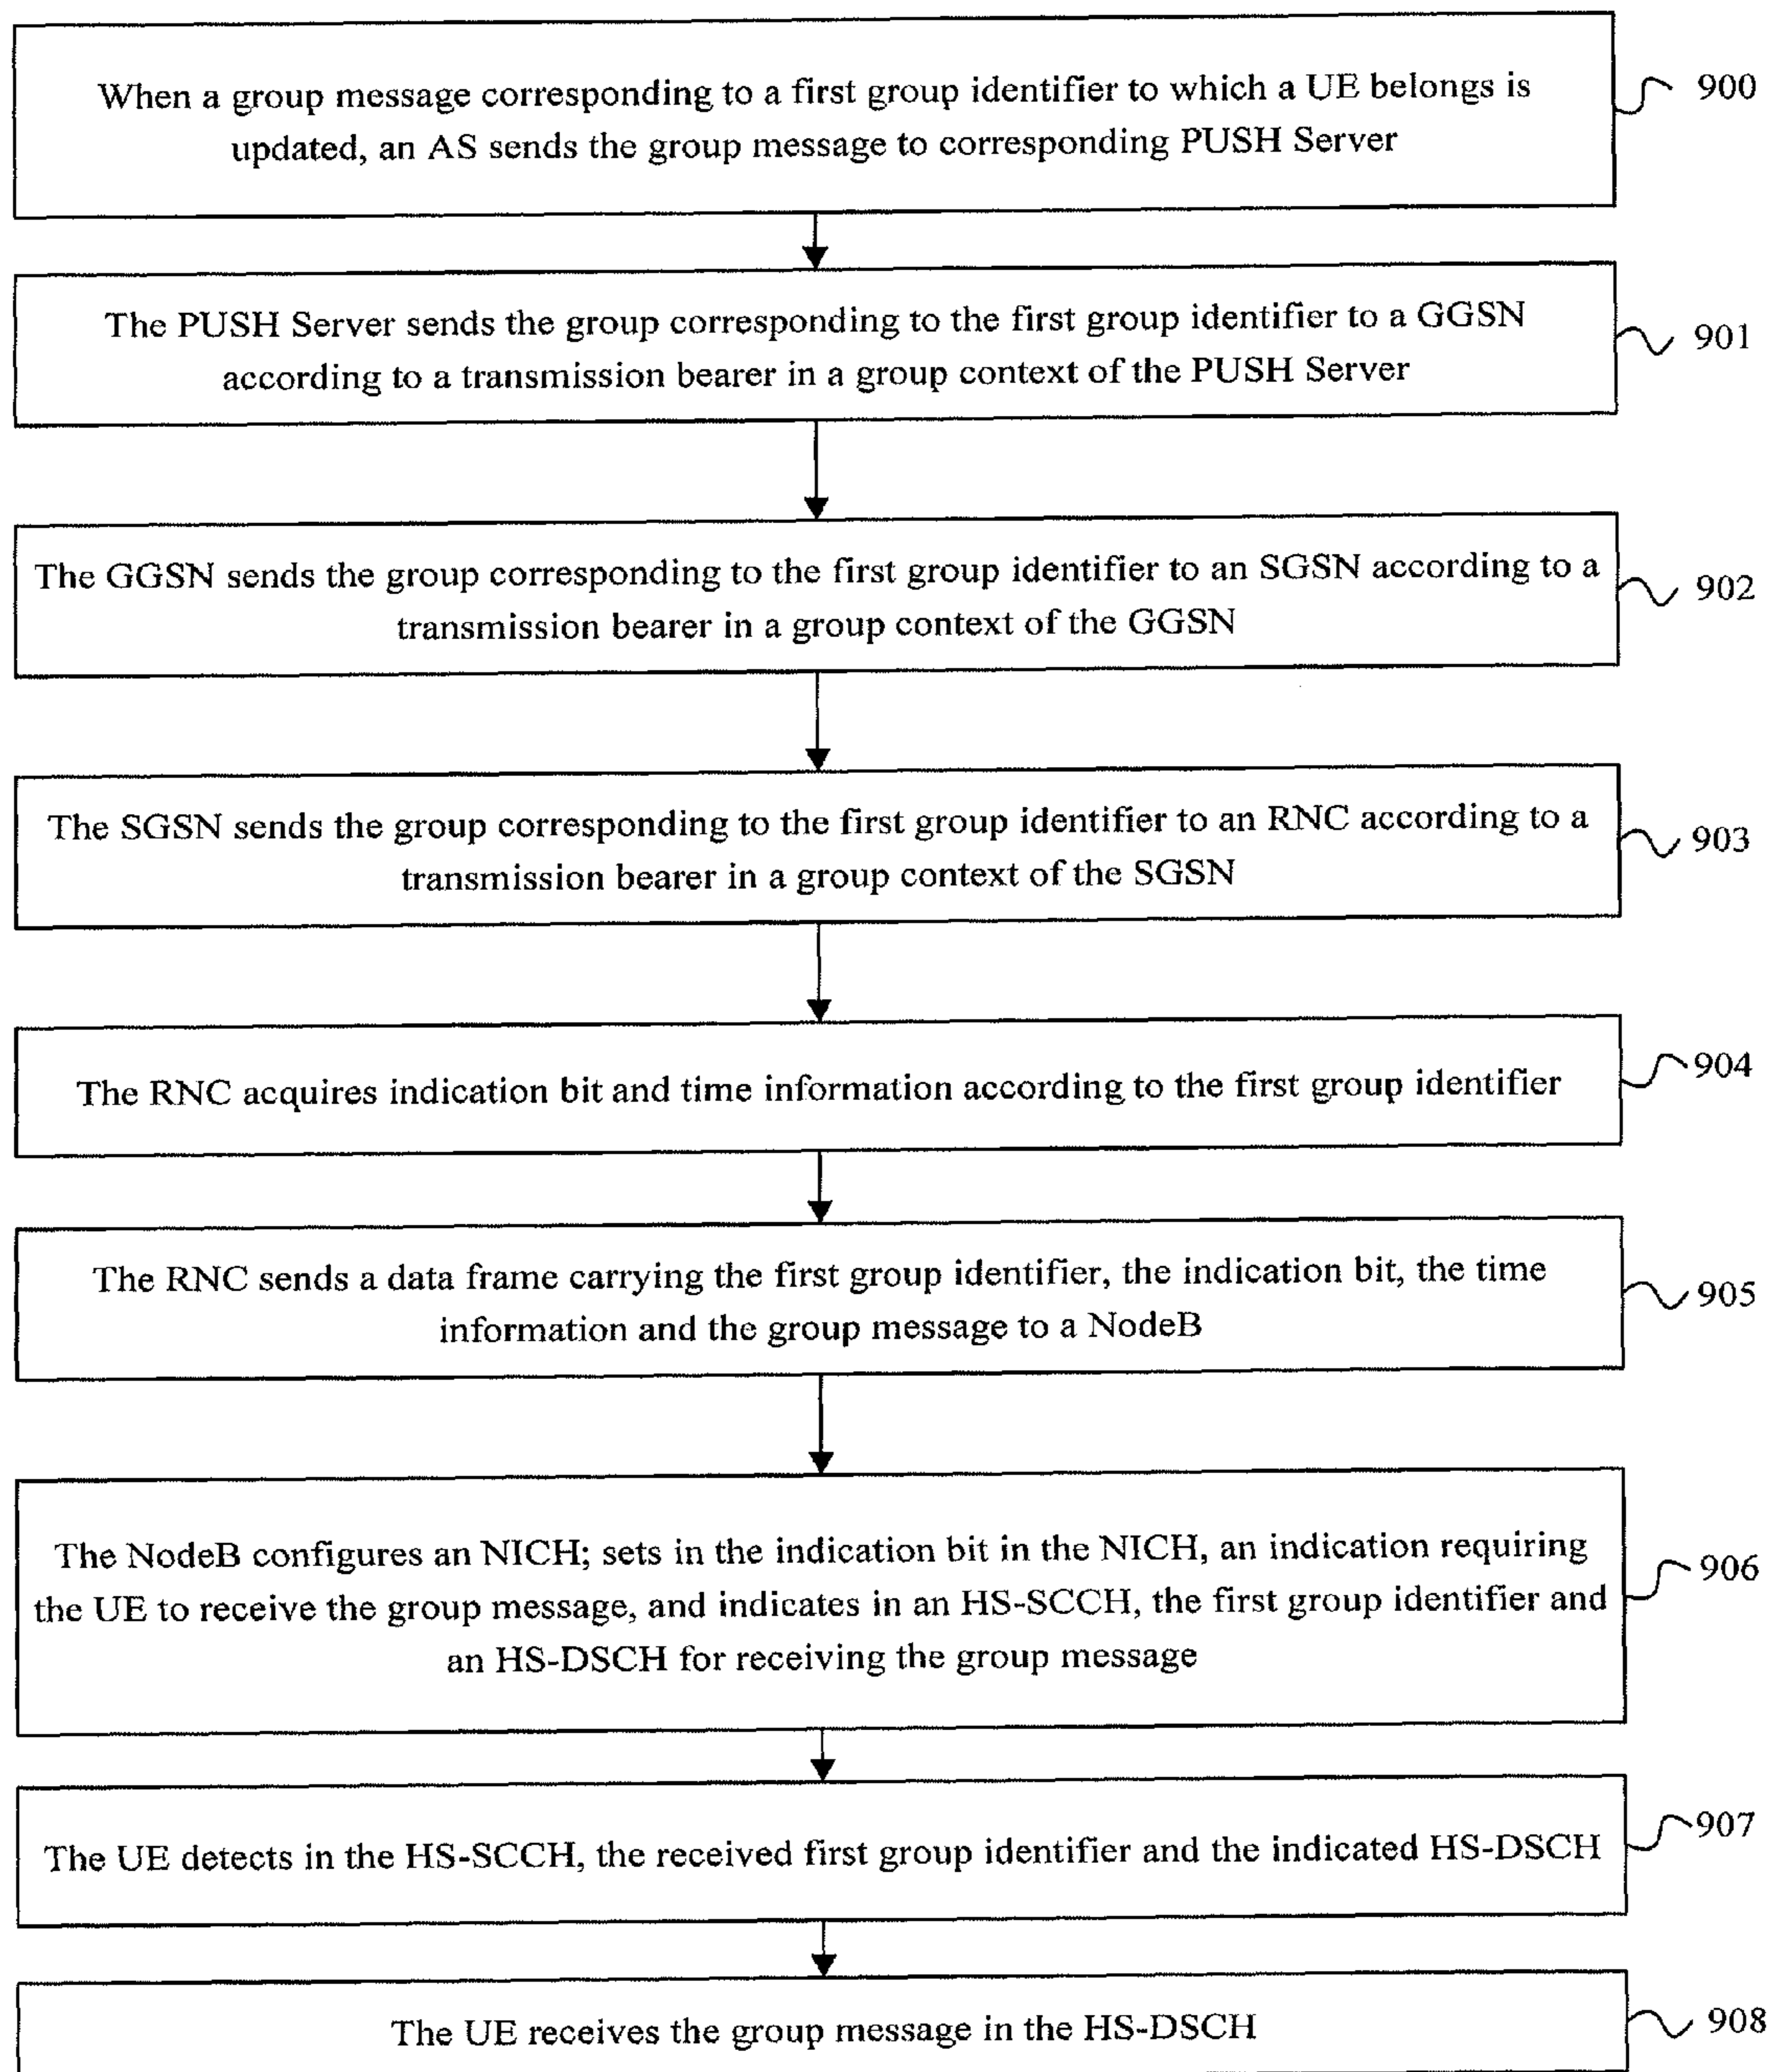 When a group message corresponding to a first group identifier to which a UE belongs is
updated, an AS sends the group message to corresponding PUSH Server
900
The PUSH Server sends the group corresponding to the first group identifier to a GGSN
according to a transmission bearer in a group context of the PUSH Server
901
The GGSN sends the group corresponding to the first group identifier to an SGSN according to a
transmission bearer in a group context of the GGSN
902
The SGSN sends the group corresponding to the first group identifier to an RNC according to a
transmission bearer in a group context of the SGSN
903
The RNC acquires indication bit and time information according to the first group identifier
904
The RNC sends a data frame carrying the first group identifier, the indication bit, the time
information and the group message to a NodeB
905
The NodeB configures an NICH; sets in the indication bit in the NICH, an indication requiring
the UE to receive the group message, and indicates in an HS-SCCH, the first group identifier and
an HS-DSCH for receiving the group message
906
The UE detects in the HS-SCCH, the received first group identifier and the indicated HS-DSCH
907
The UE receives the group message in the HS-DSCH
908